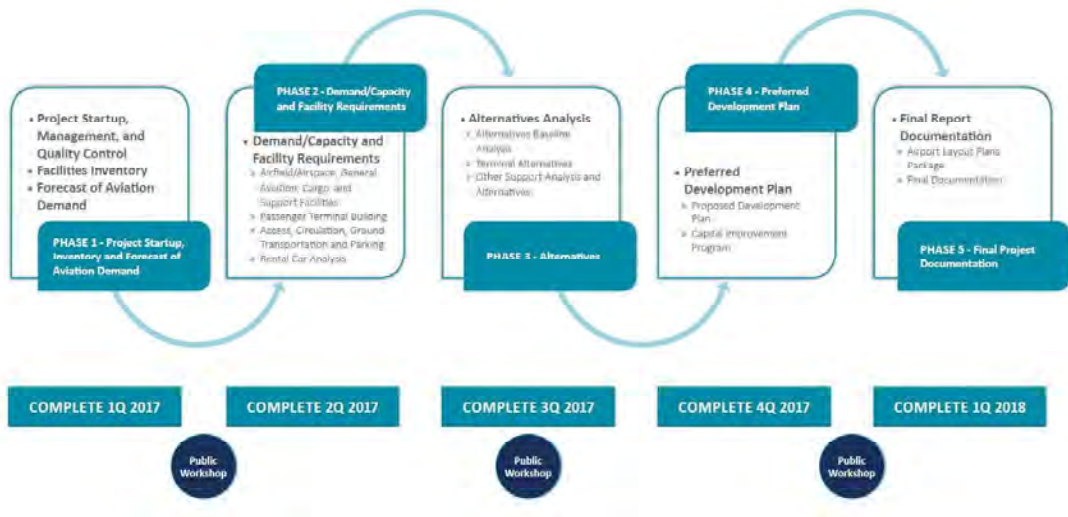 • Project Startup,
Management, and
Quality Control
• Facilities Inventory
• Forecast of Aviation
Demand
PHASE 1 - Project Startup,
Inventory and Forecast of
Aviation Demand
PHASE 2 - Demand/Capacity
and Facility Requirements
• Demand/Capacity and
Facility Requirements
» Airfield/Airspace, General
Aviation, Cargo, and
Support Facilities
» Passenger Terminal Building
» Access, Circulation, Ground
Transportation and Parking
» Rental Car Analysis
• Alternatives Analysis
» Alternatives Baseline
Analysis
» Terminal Alternatives
» Other Support Analysis and
Alternatives
PHASE 3 - Alternatives
PHASE 4 - Preferred
Development Plan
• Preferred
Development Plan
» Proposed Development
Plan
» Capital Improvement
Program
• Final Report
Documentation
» Airport Layout Plans
Package
» Final Documentation
PHASE 5 - Final Project
Documentation
COMPLETE 1Q 2017
COMPLETE 2Q 2017
COMPLETE 3Q 2017
COMPLETE 4Q 2017
COMPLETE 1Q 2018
Public
Workshop
Public
Workshop
Public
Workshop